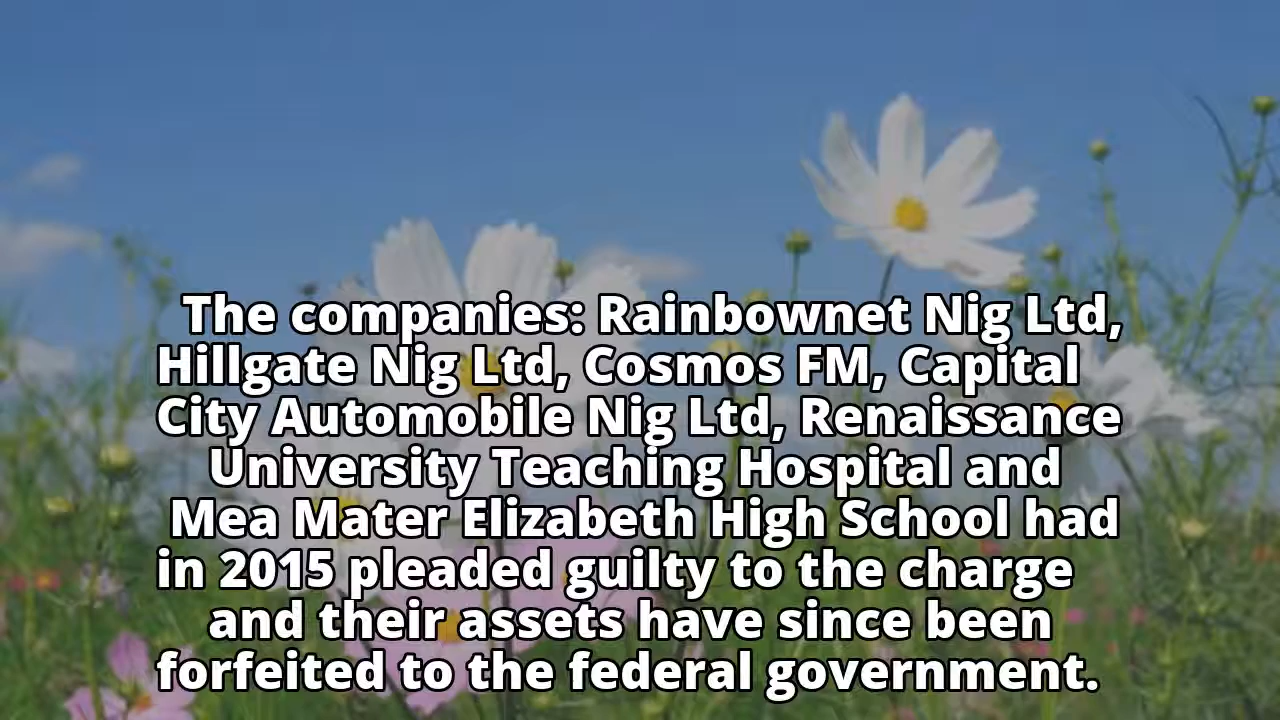 The companies: Rainbownet Nig Ltd,
Hillgate Nig Ltd, Cosmos FM, Capital
City Automobile Nig Ltd, Renaissance
University Teaching Hospital and
Mea Mater Elizabeth High School had
in 2015 pleaded guilty to the charge
and their assets have since been
forfeited to the federal government.